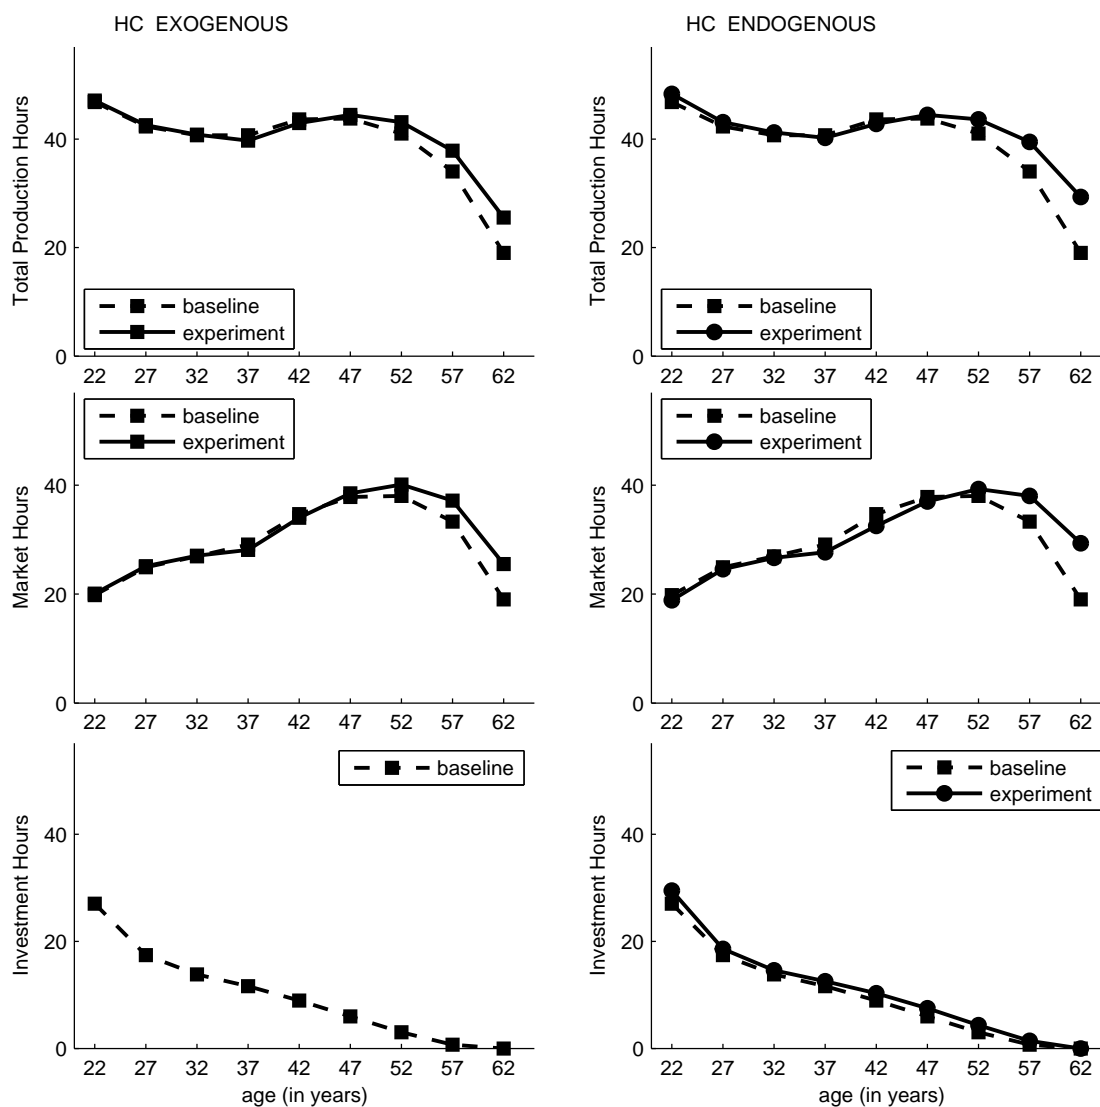 HC EXOGENOUS
Total Production Hours
40
20
0
baseline
experiment
22 27 32 37 42 47 52 57 62
HC ENDOGENOUS
Total Production Hours
40
20
0
baseline
experiment
22 27 32 37 42 47 52 57 62
Market Hours
baseline
experiment
40
20
0
22 27 32 37 42 47 52 57 62
Market Hours
baseline
experiment
40
20
0
22 27 32 37 42 47 52 57 62
Investment Hours
baseline
40
20
0
22 27 32 37 42 47 52 57 62
age (in years)
Investment Hours
baseline
experiment
40
20
0
22 27 32 37 42 47 52 57 62
age (in years)